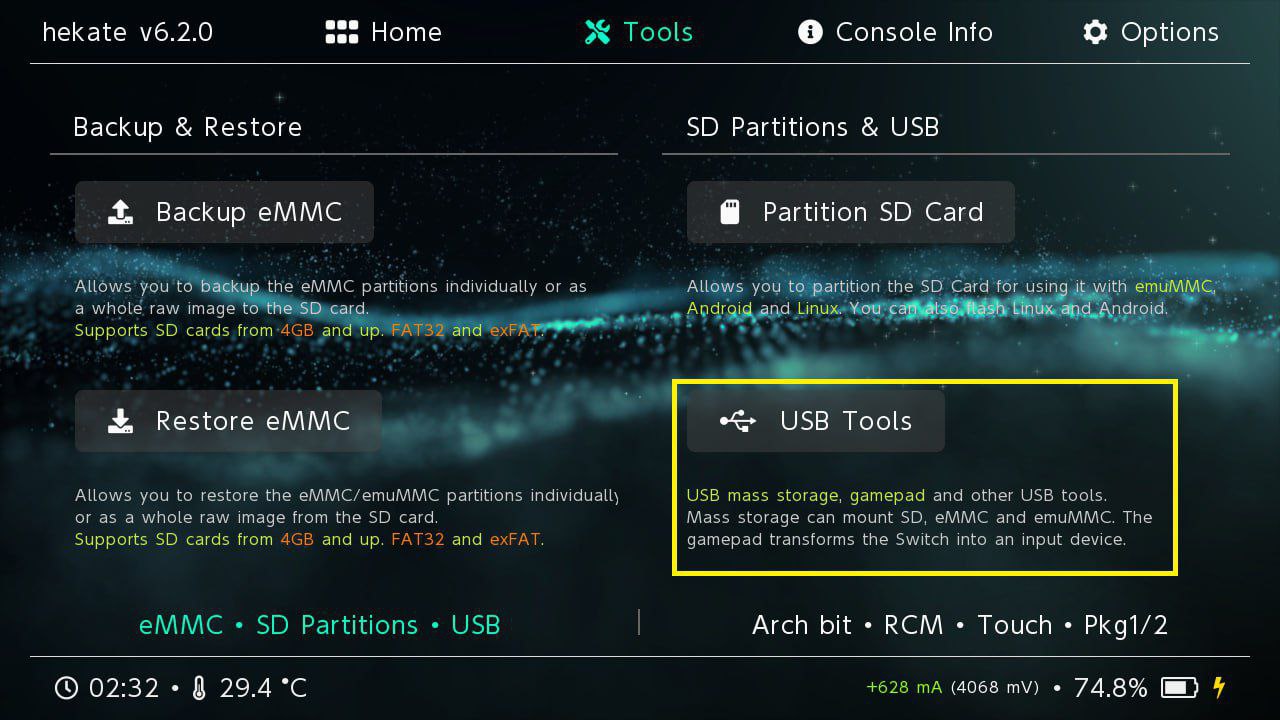 hekate v6.2.0 Home Tools Console Info Options
Backup & Restore
Backup eMMC
Allows you to backup the eMMC partitions individually or as
a whole raw image to the SD card.
Supports SD cards from 4GB and up. FAT32 and exFAT.
Restore eMMC
Allows you to restore the eMMC/emuMMC partitions individually
or as a whole raw image from the SD card.
Supports SD cards from 4GB and up. FAT32 and exFAT.
SD Partitions & USB
Partition SD Card
Allows you to partition the SD Card for using it with emuMMC,
Android and Linux. You can also flash Linux and Android.
USB Tools
USB mass storage, gamepad and other USB tools.
Mass storage can mount SD, eMMC and emuMMC. The
gamepad transforms the Switch into an input device.
eMMC • SD Partitions • USB
Arch bit • RCM • Touch • Pkg1/2
02:32 • 29.4 °C
+628 mA (4068 mV) • 74.8%